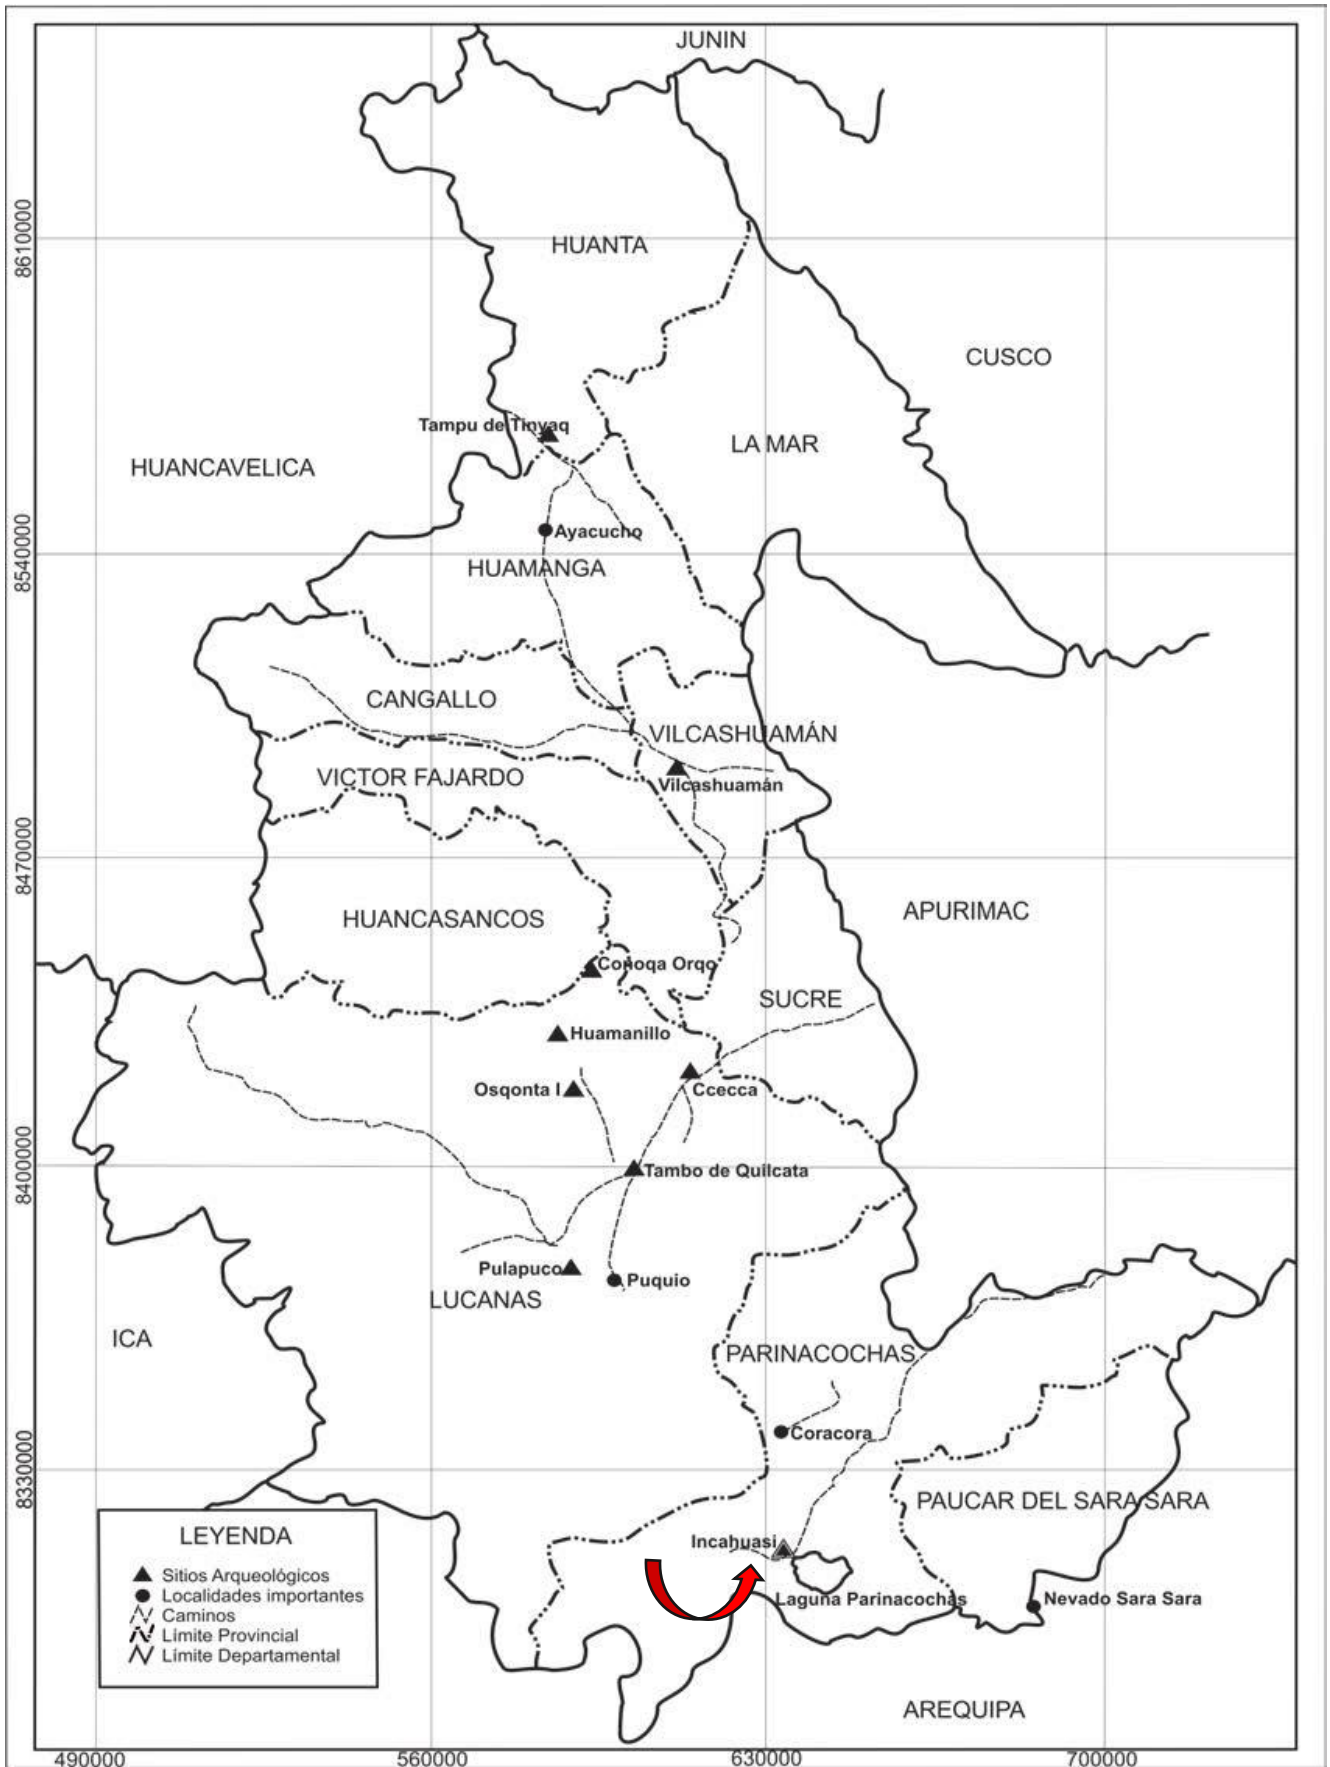 JUNIN
8610000
HUANTA
CUSCO
Tampu de Tinyaq
LA MAR
HUANCAVELICA
Ayacucho
8540000
HUAMANGA
CANGALLO
VILCASHUAMÁN
VICTOR FAJARDO
Vilcashuamán
8470000
HUANCASANCOS
APURIMAC
Conoqa Orqo
SUCRE
Huamanillo
Osqonta I
Ccecca
8400000
Tambo de Quilcata
Pulapuco
Puquio
LUCANAS
ICA
PARINACOCHAS
Coracora
8330000
PAUCAR DEL SARA SARA
Incahuasi
Laguna Parinacochas
Nevado Sara Sara
LEYENDA
Sitios Arqueológicos
Localidades importantes
Caminos
Límite Provincial
Límite Departamental
AREQUIPA
490000
560000
630000
700000